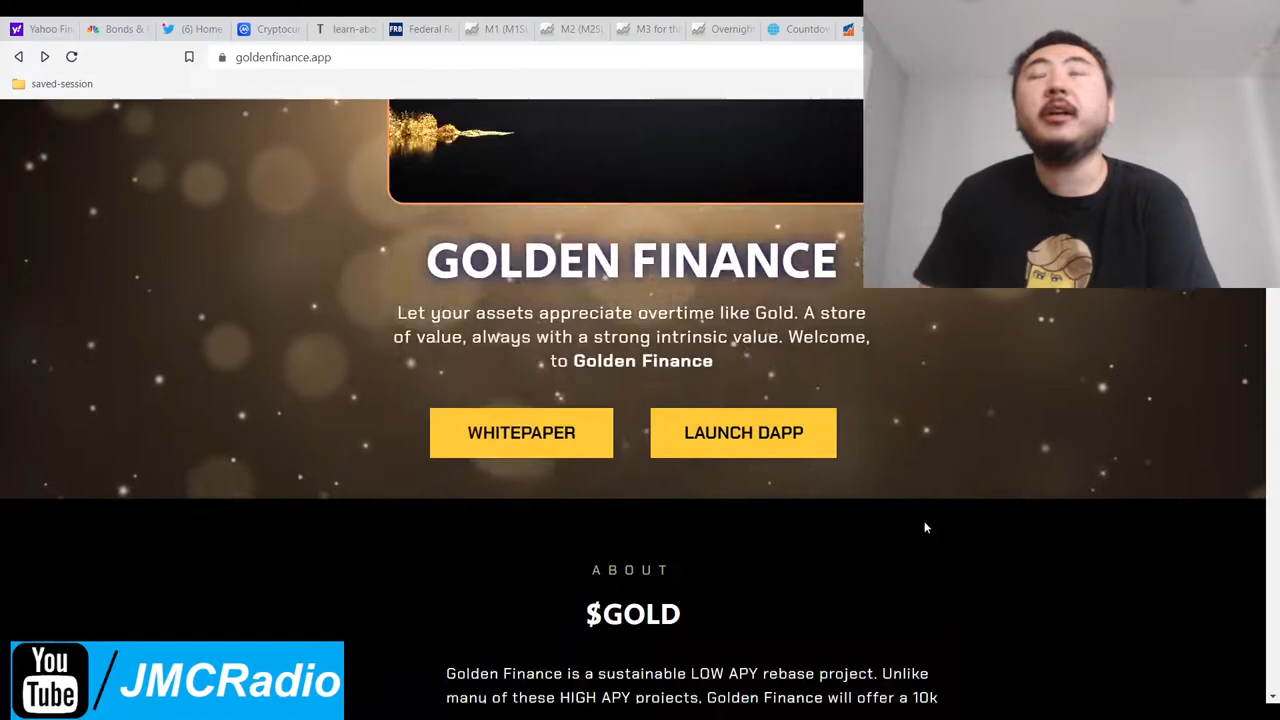 Yahoo Fin
Bonds &
(6) Home
Cryptocur
learn-abo
Federal Re
M1 (M1SL
M2 (M2SL
M3 for th
Overnigh
Countdow
goldenfinance.app
saved-session
GOLDEN FINANCE
Let your assets appreciate overtime like Gold. A store
of value, always with a strong intrinsic value. Welcome,
to Golden Finance
WHITEPAPER
LAUNCH DAPP
ABOUT
$GOLD
Golden Finance is a sustainable LOW APY rebase project. Unlike
many of these HIGH APY projects, Golden Finance will offer a 10k
You
Tube
/JMCRadio